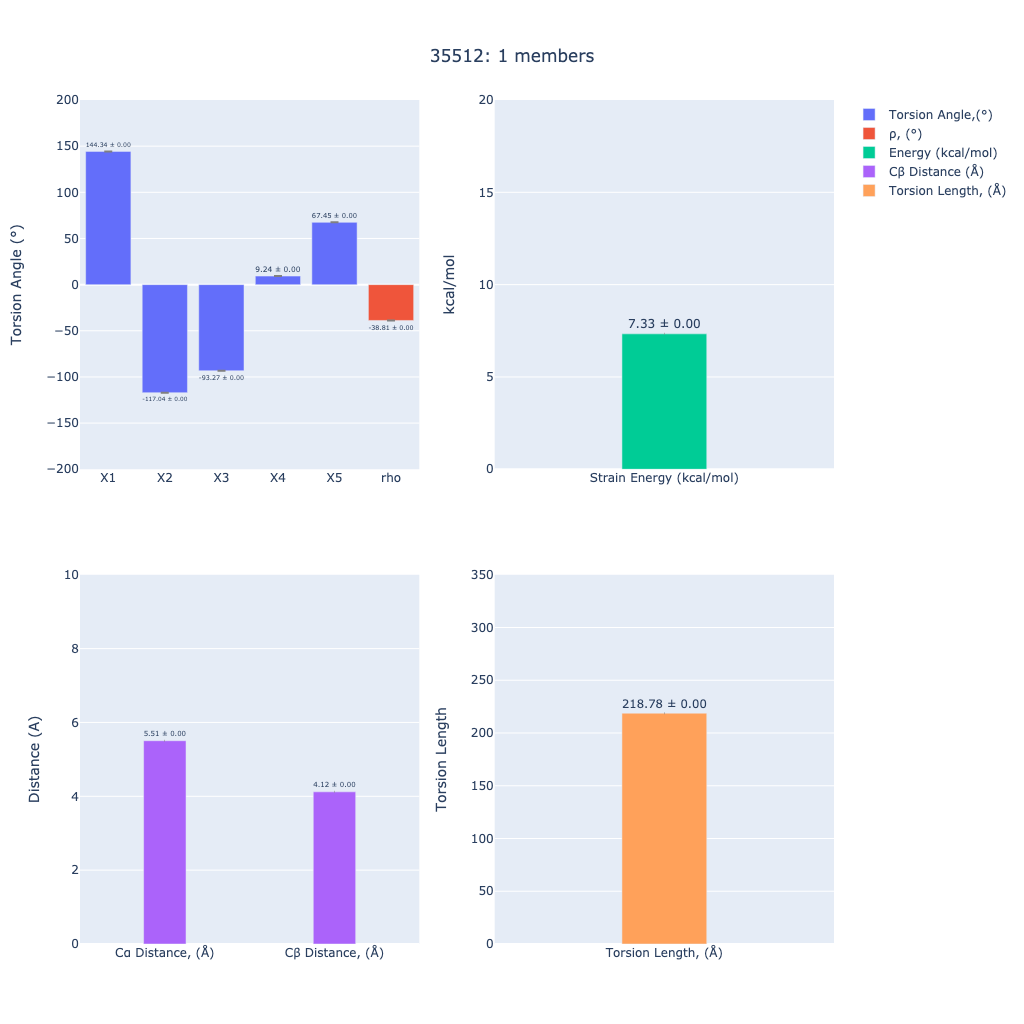 35512: 1 members
Torsion Angle (°)
200
150
100
50
0
−50
−100
−150
−200
144.34 ± 0.00
-117.04 ± 0.00
-93.27 ± 0.00
9.24 ± 0.00
67.45 ± 0.00
-38.81 ± 0.00
X1 X2 X3 X4 X5 rho
kcal/mol
20
15
10
5
0
7.33 ± 0.00
Strain Energy (kcal/mol)
Torsion Angle,(°)
ρ, (°)
Energy (kcal/mol)
Cβ Distance (Å)
Torsion Length, (Å)
Distance (A)
10
8
6
4
2
0
5.51 ± 0.00
4.12 ± 0.00
Cα Distance, (Å) Cβ Distance, (Å)
Torsion Length
350
300
250
200
150
100
50
0
218.78 ± 0.00
Torsion Length, (Å)